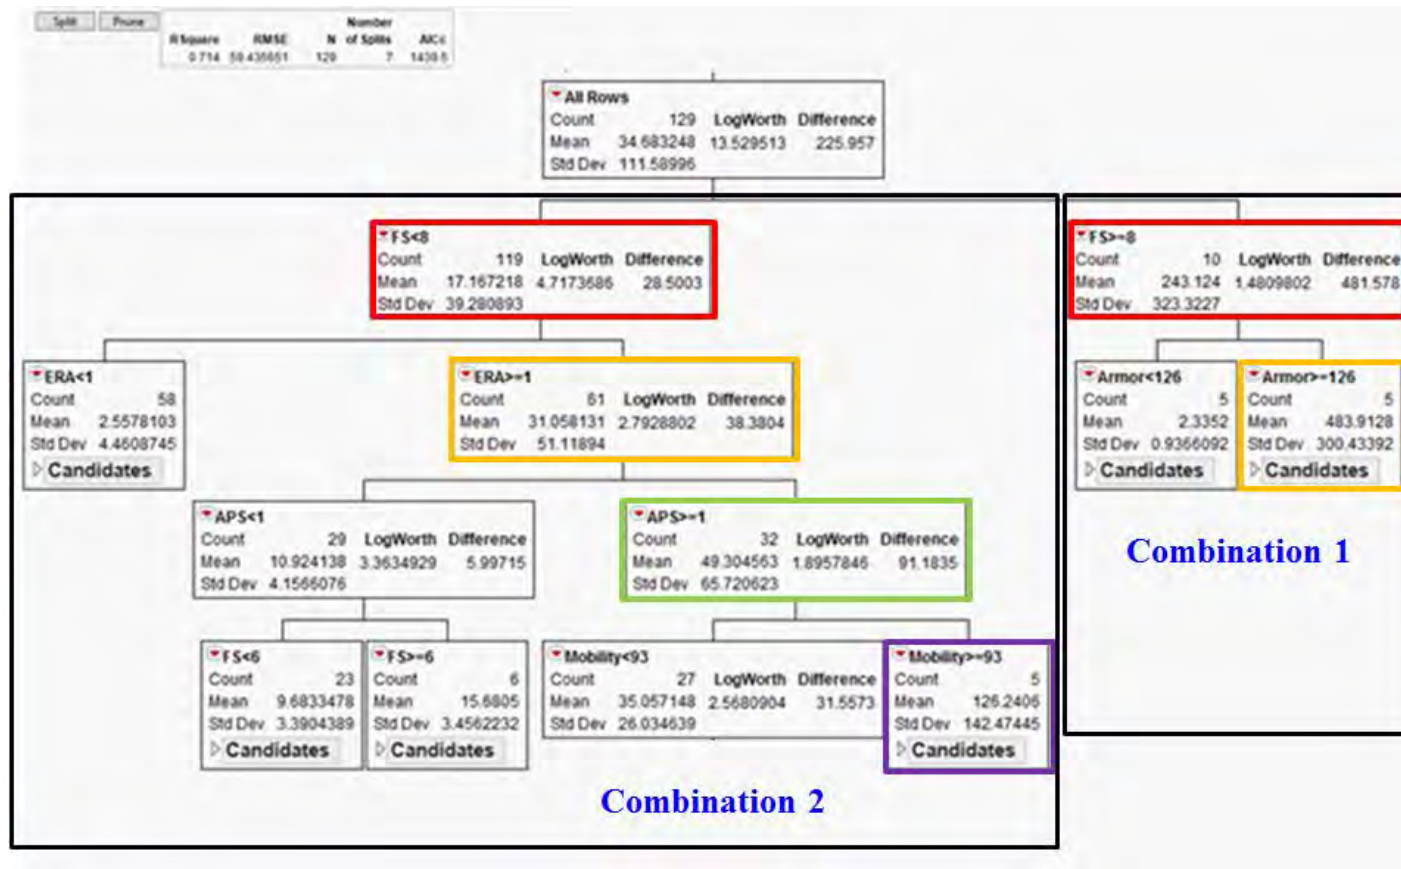 Split Prune
Number
RSquare RMSE N of Splits AICc
0.714 59.435651 129 7 1439.5
All Rows
Count 129 LogWorth Difference
Mean 34.683248 13.529513 225.957
Std Dev 111.58996
FS<8
Count 119 LogWorth Difference
Mean 17.167218 4.7173686 28.5003
Std Dev 39.280893
FS>=8
Count 10 LogWorth Difference
Mean 243.124 1.4809802 481.578
Std Dev 323.3227
ERA<1
Count 58
Mean 2.5578103
Std Dev 4.4608745
Candidates
ERA>=1
Count 61 LogWorth Difference
Mean 31.058131 2.7928802 38.3804
Std Dev 51.11894
Armor<126
Count 5
Mean 2.3352
Std Dev 0.9366092
Candidates
Armor>=126
Count 5
Mean 483.9128
Std Dev 300.43392
Candidates
APS<1
Count 29 LogWorth Difference
Mean 10.924138 3.3634929 5.99715
Std Dev 4.1566076
APS>=1
Count 32 LogWorth Difference
Mean 49.304563 1.8957846 91.1835
Std Dev 65.720623
Combination 1
FS<6
Count 23
Mean 9.6833478
Std Dev 3.3904389
Candidates
FS>=6
Count 6
Mean 15.6805
Std Dev 3.4562232
Candidates
Mobility<93
Count 27 LogWorth Difference
Mean 35.057148 2.5680904 31.5573
Std Dev 26.034639
Mobility>=93
Count 5
Mean 126.2406
Std Dev 142.47445
Candidates
Combination 2